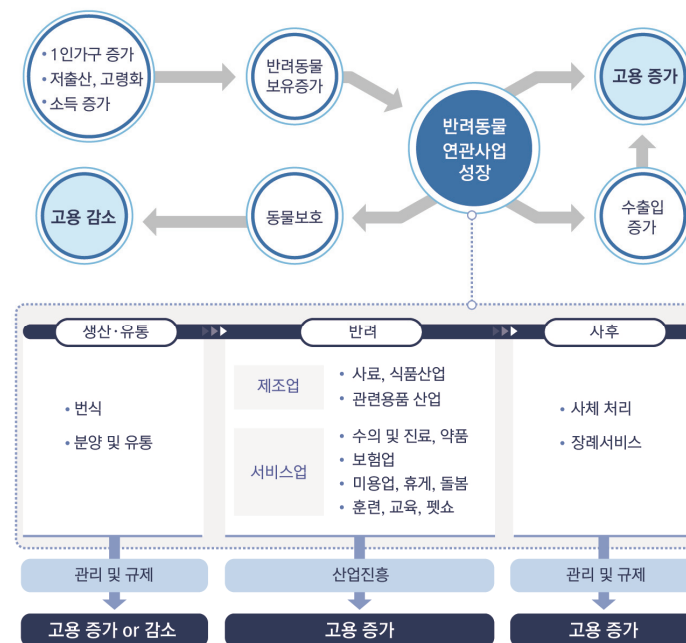 • 1인가구 증가
• 저출산, 고령화
• 소득 증가
반려동물
보유증가
반려동물
연관사업
성장
고용 증가
고용 감소
동물보호
수출입
증가
생산·유통
반려
사후
• 번식
• 분양 및 유통
제조업
• 사료, 식품산업
• 관련용품 산업
서비스업
• 수의 및 진료, 약품
• 보험업
• 미용업, 휴게, 돌봄
• 훈련, 교육, 펫쇼
• 사체 처리
• 장례서비스
관리 및 규제
산업진흥
관리 및 규제
고용 증가 or 감소
고용 증가
고용 증가